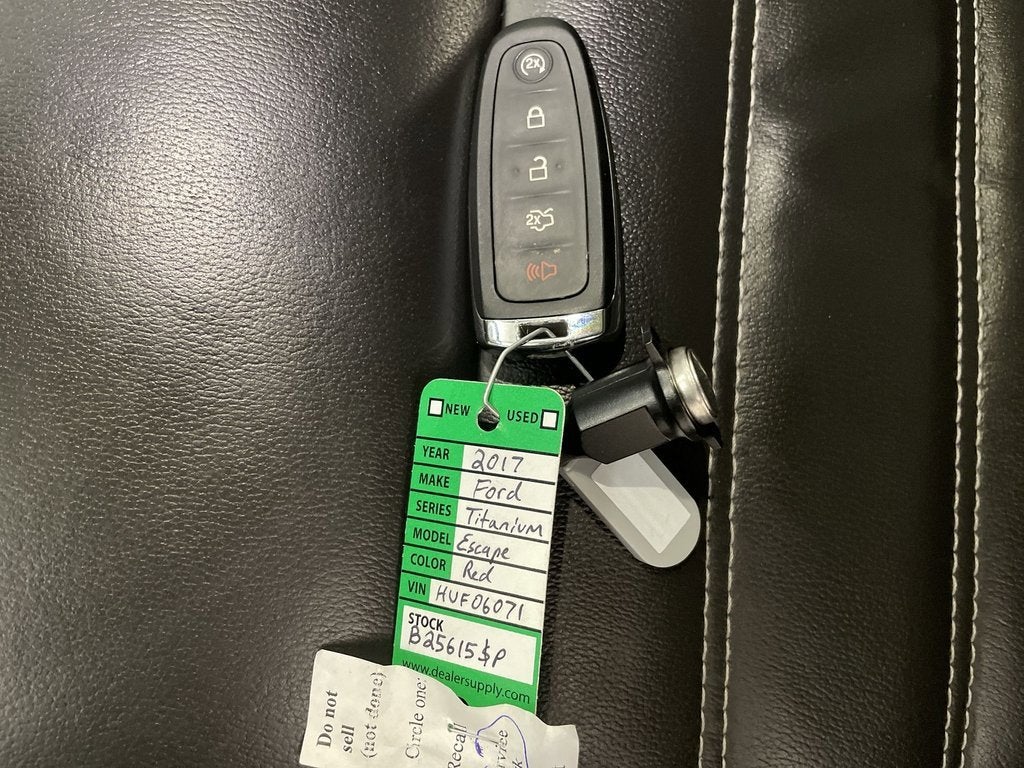 2x
2x
NEW USED
YEAR 2017
MAKE Ford
SERIES Titanium
MODEL Escape
COLOR Red
VIN HUF06071
STOCK
B25615$P
www.dealersupply.com
Do not
sell
(not done)
Circle one:
Recall